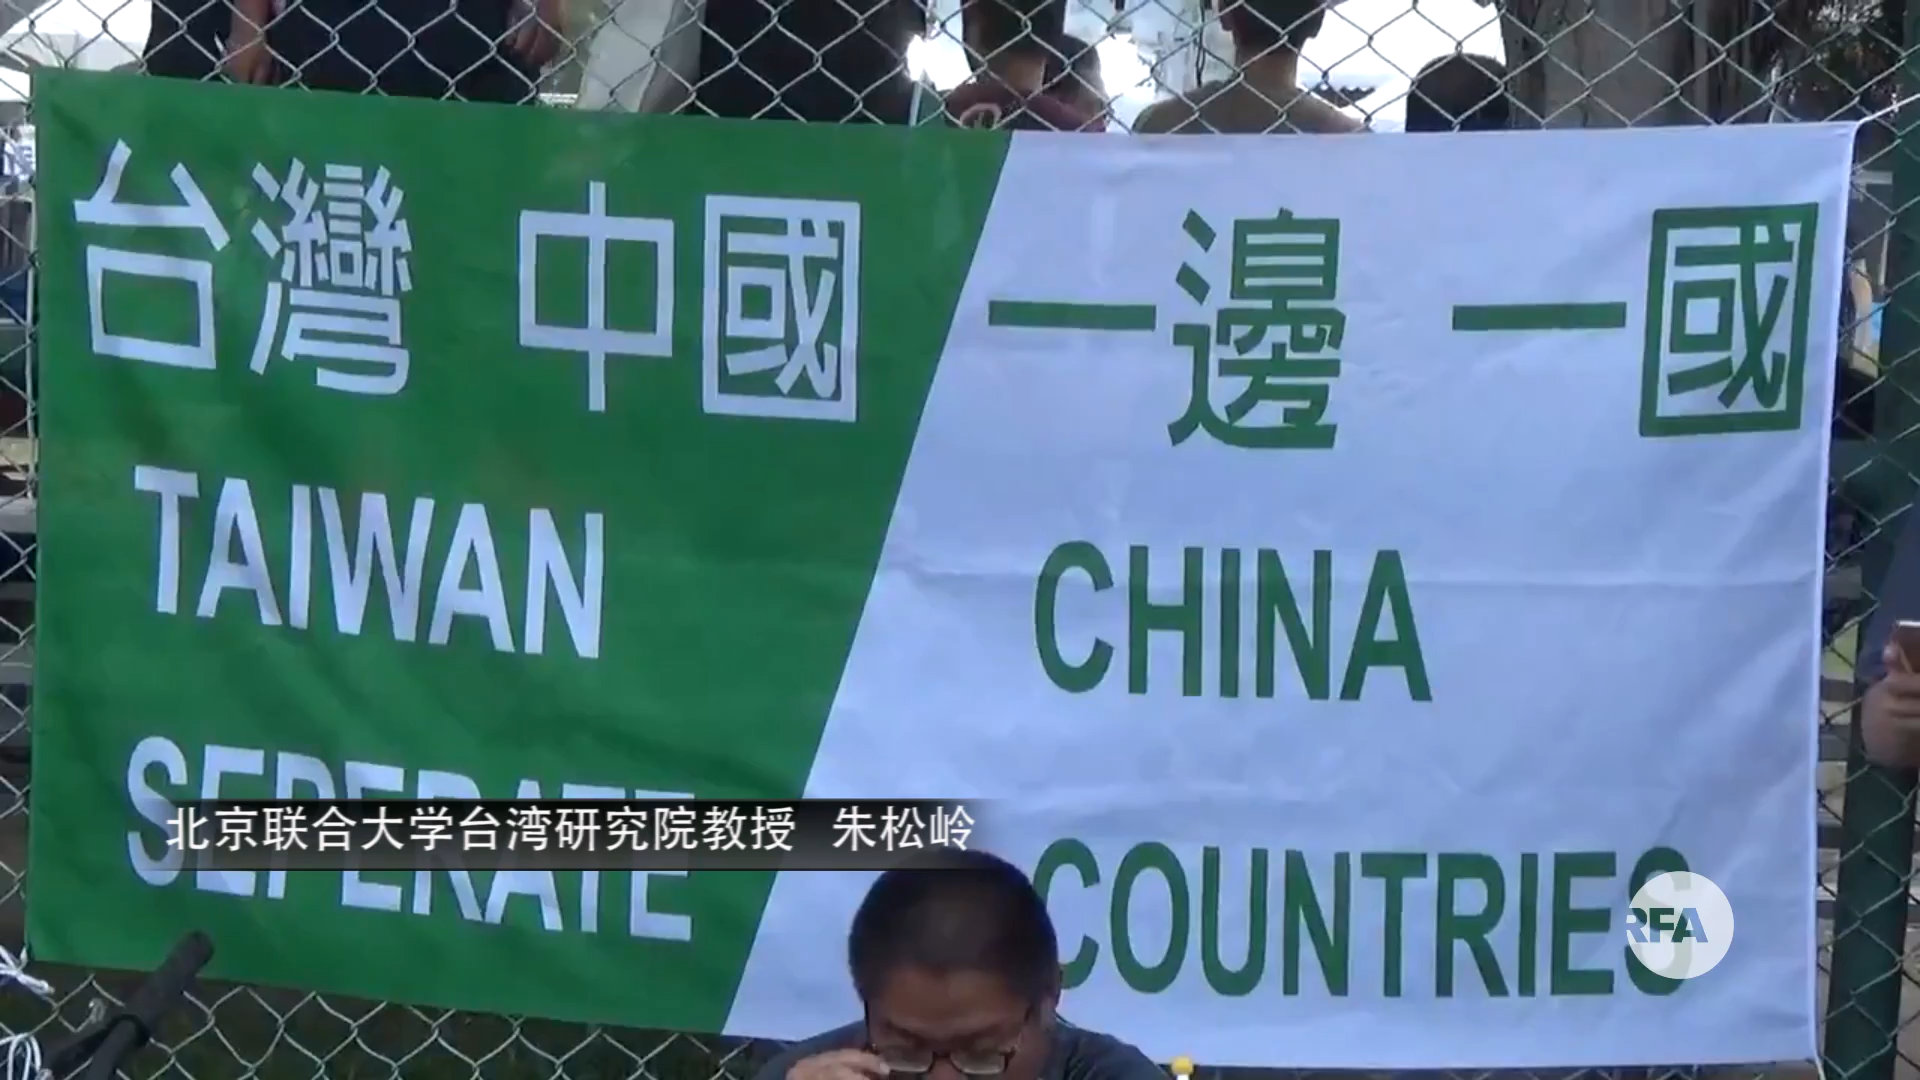 台灣 中國 一邊 一國
TAIWAN CHINA
SEPERATE COUNTRIES
北京联合大学台湾研究院教授 朱松岭
RFA